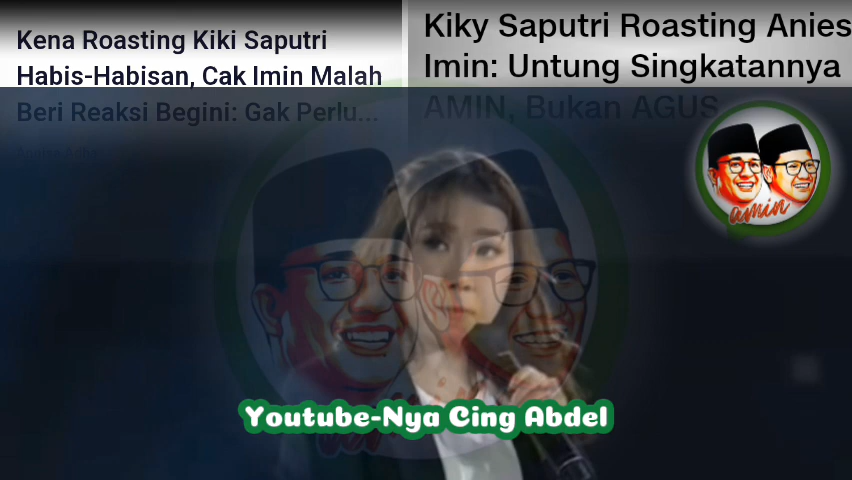 Kena Roasting Kiki Saputri
Habis-Habisan, Cak Imin Malah
Beri Reaksi Begini: Gak Perlu...
Kiky Saputri Roasting Anies
Imin: Untung Singkatannya
AMIN, Bukan AGUS
amin
Youtube-Nya Cing Abdel